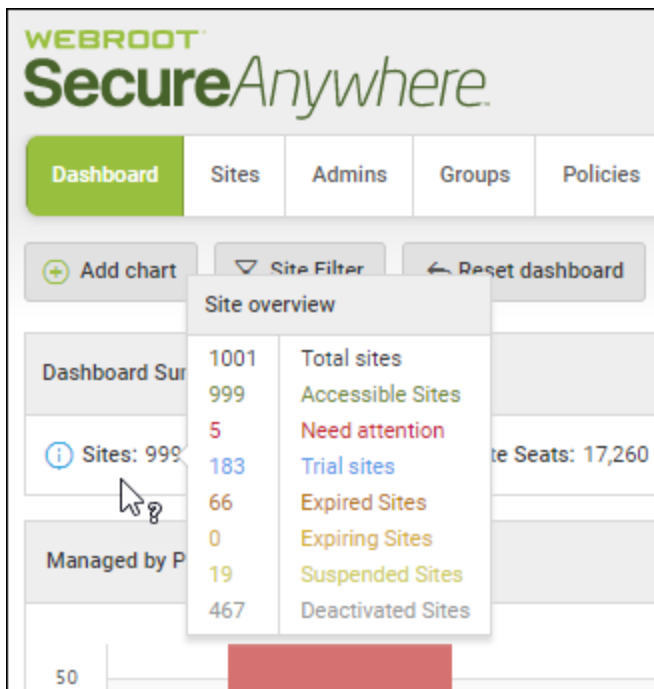 WEBROOT
SecureAnywhere.
Dashboard Sites Admins Groups Policies
Add chart Site Filter Reset dashboard
Site overview
1001 Total sites
999 Accessible Sites
5 Need attention
183 Trial sites
66 Expired Sites
0 Expiring Sites
19 Suspended Sites
467 Deactivated Sites
Dashboard
Sites: 999 Seats: 17,260
Managed by P
50